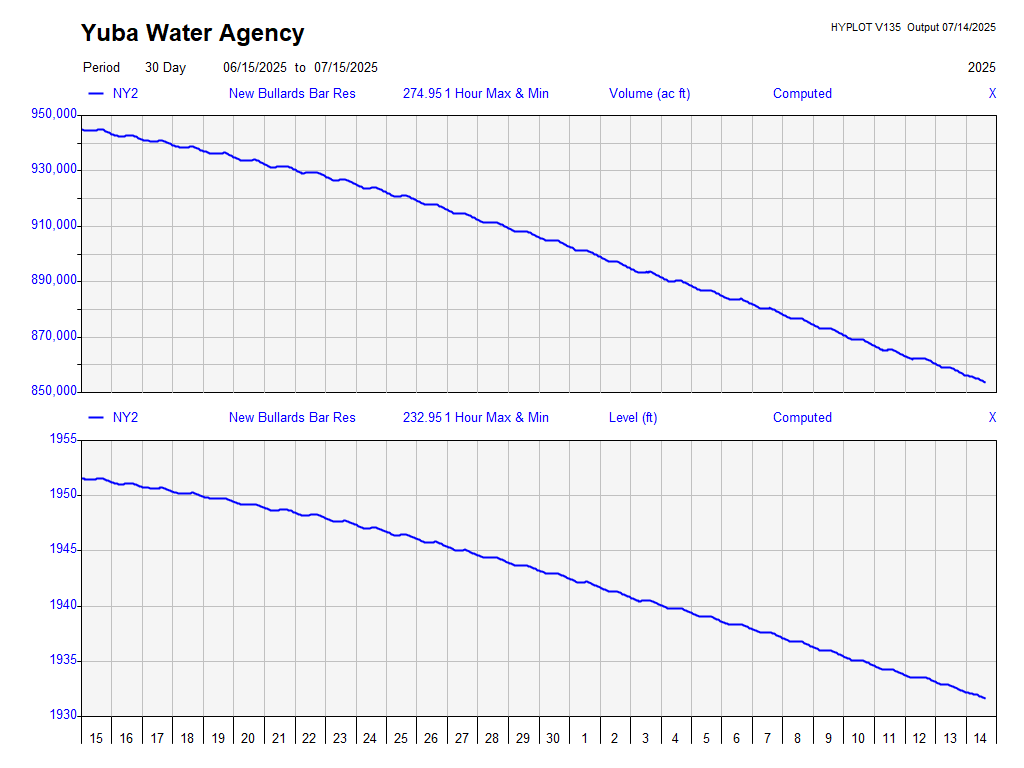 Yuba Water Agency
HYPLOT V135 Output 07/14/2025
Period 30 Day 06/15/2025 to 07/15/2025 2025
NY2 New Bullards Bar Res 274.95 1 Hour Max & Min Volume (ac ft) Computed X
950,000
930,000
910,000
890,000
870,000
850,000
NY2 New Bullards Bar Res 232.95 1 Hour Max & Min Level (ft) Computed X
1955
1950
1945
1940
1935
1930
15 16 17 18 19 20 21 22 23 24 25 26 27 28 29 30 1 2 3 4 5 6 7 8 9 10 11 12 13 14